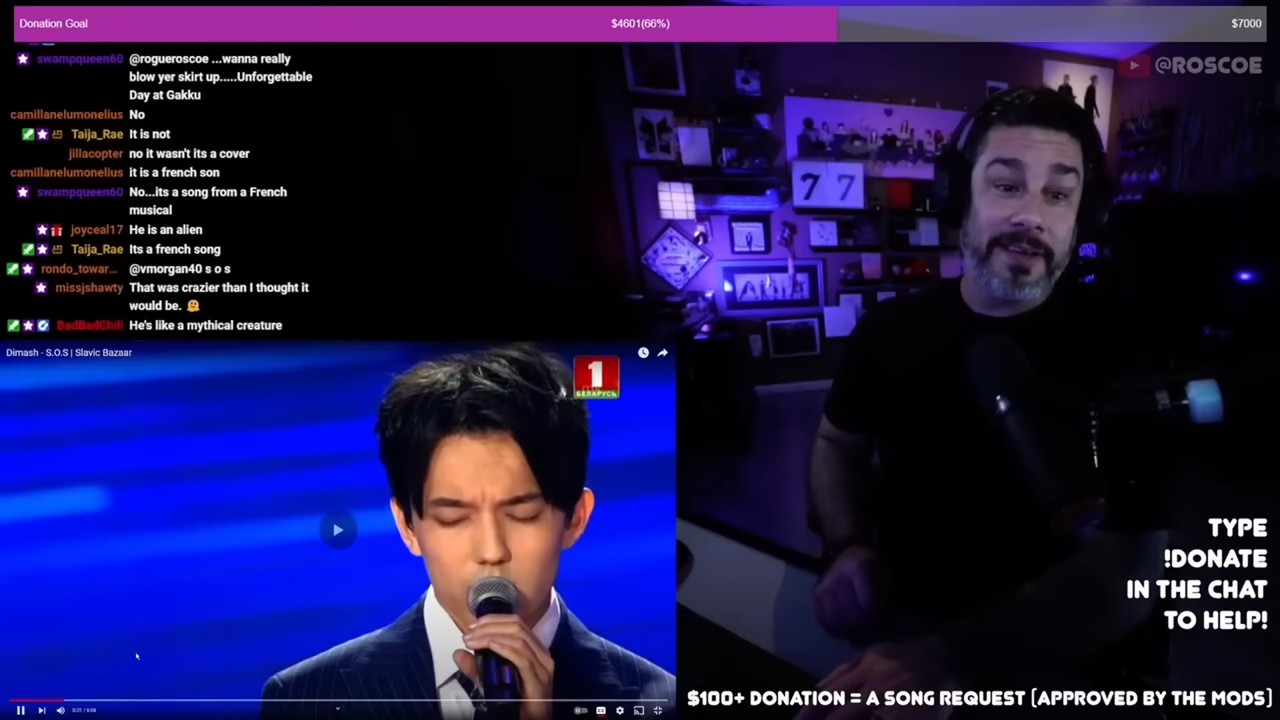 Donation Goal $4601(66%) $7000
@ROSCOE
swampqueen60 @rogueroscoe ...wanna really
blow yer skirt up.....Unforgettable
Day at Gakku
camillanelumonelius No
Taija_Rae It is not
jillacopter no it wasn't its a cover
camillanelumonelius it is a french son
swampqueen60 No...its a song from a French
musical
joyceal17 He is an alien
Taija_Rae Its a french song
rondo_towar... @vmorgan40 s o s
missjshawty That was crazier than I thought it
would be.
BadBadChili He's like a mythical creature
77
Dimash - S.O.S | Slavic Bazaar
1
БЕЛАРУСЬ
TYPE
!DONATE
IN THE CHAT
TO HELP!
$100+ DONATION = A SONG REQUEST (APPROVED BY THE MODS)
0:21 / 6:08